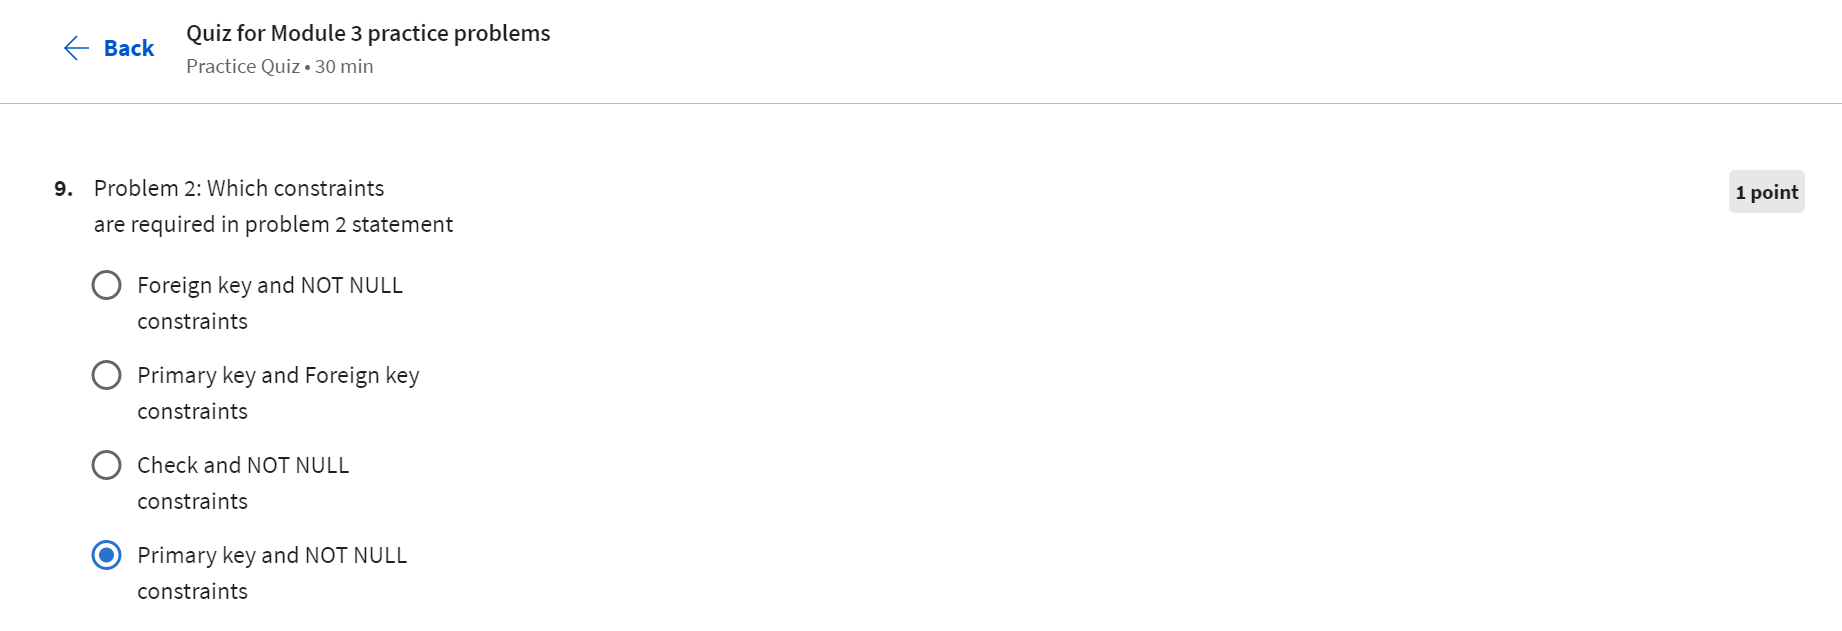 Back
Quiz for Module 3 practice problems
Practice Quiz • 30 min
9. Problem 2: Which constraints
are required in problem 2 statement
1 point
Foreign key and NOT NULL
constraints
Primary key and Foreign key
constraints
Check and NOT NULL
constraints
Primary key and NOT NULL
constraints